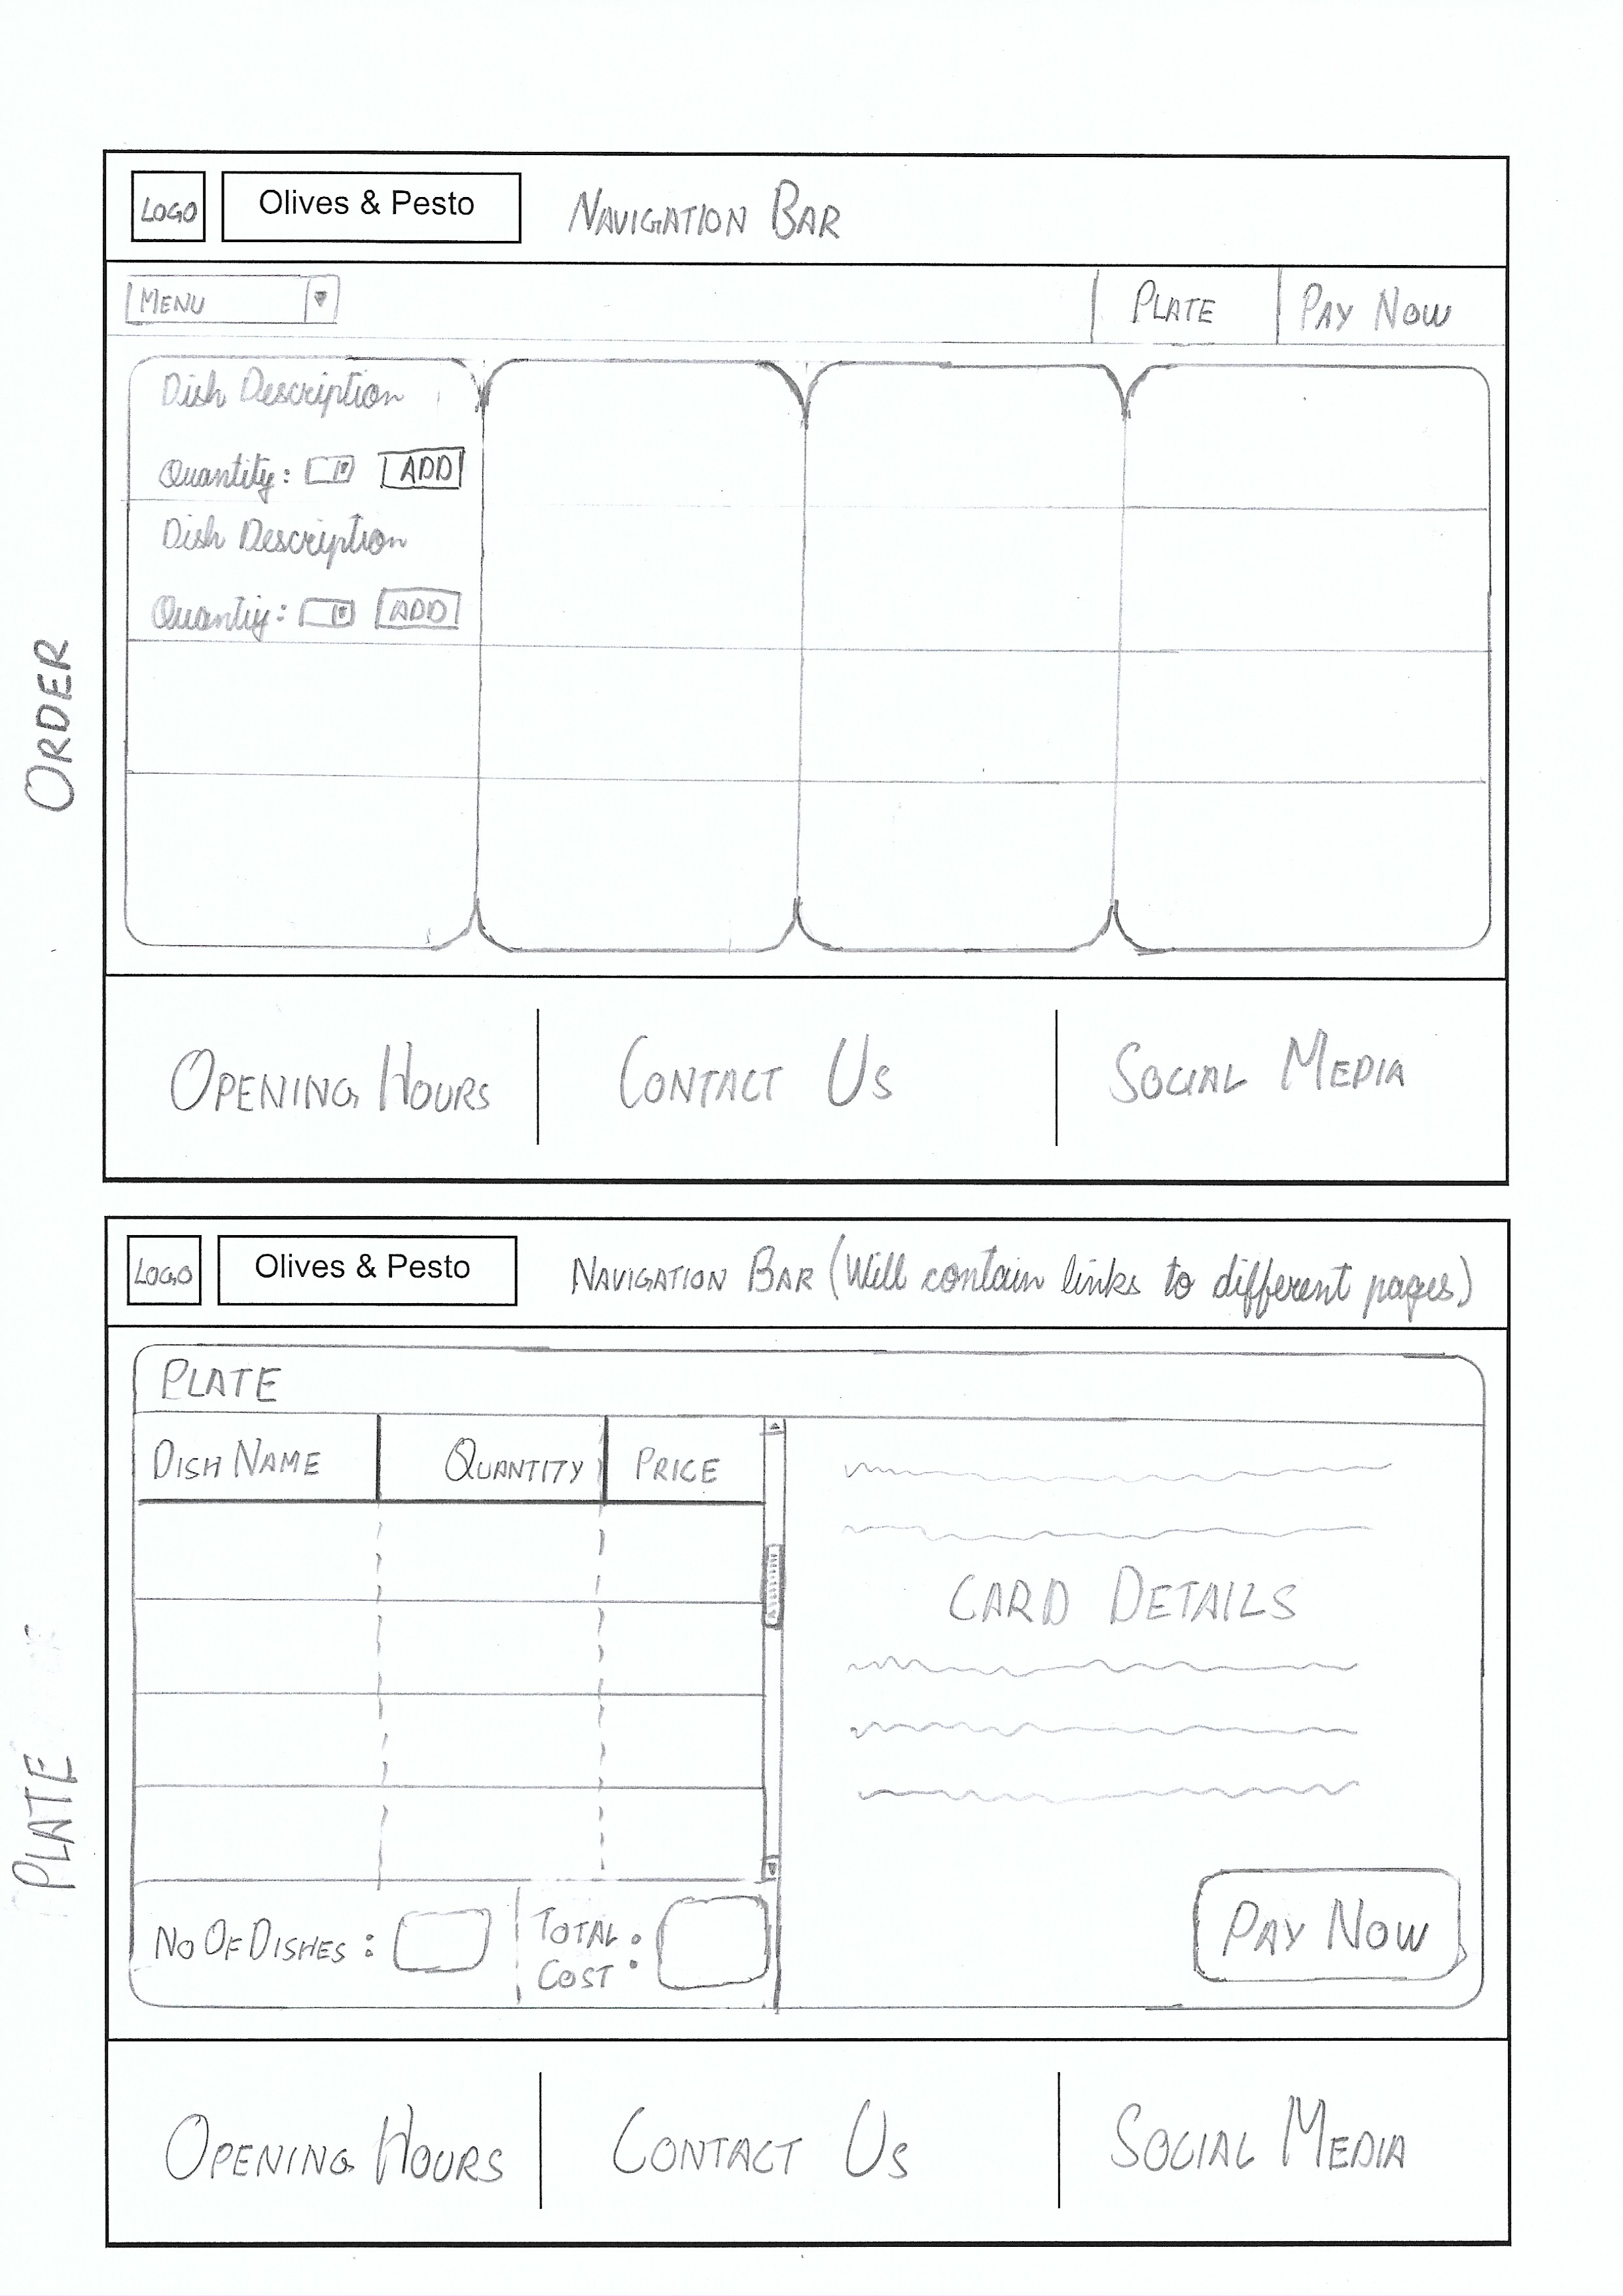 LOGO Olives & Pesto NAVIGATION BAR
MENU PLATE PAY NOW
Dish Description
Quantity: ADD
Dish Description
Quantiy: ADD
ORDER
OPENING HOURS CONTACT US SOCIAL MEDIA
LOGO Olives & Pesto NAVIGATION BAR (Will contain links to different pages)
PLATE
DISH NAME QUANTITY PRICE
CARD DETAILS
PLATE
NO OF DISHES : TOTAL COST :
PAY NOW
OPENING HOURS CONTACT US SOCIAL MEDIA